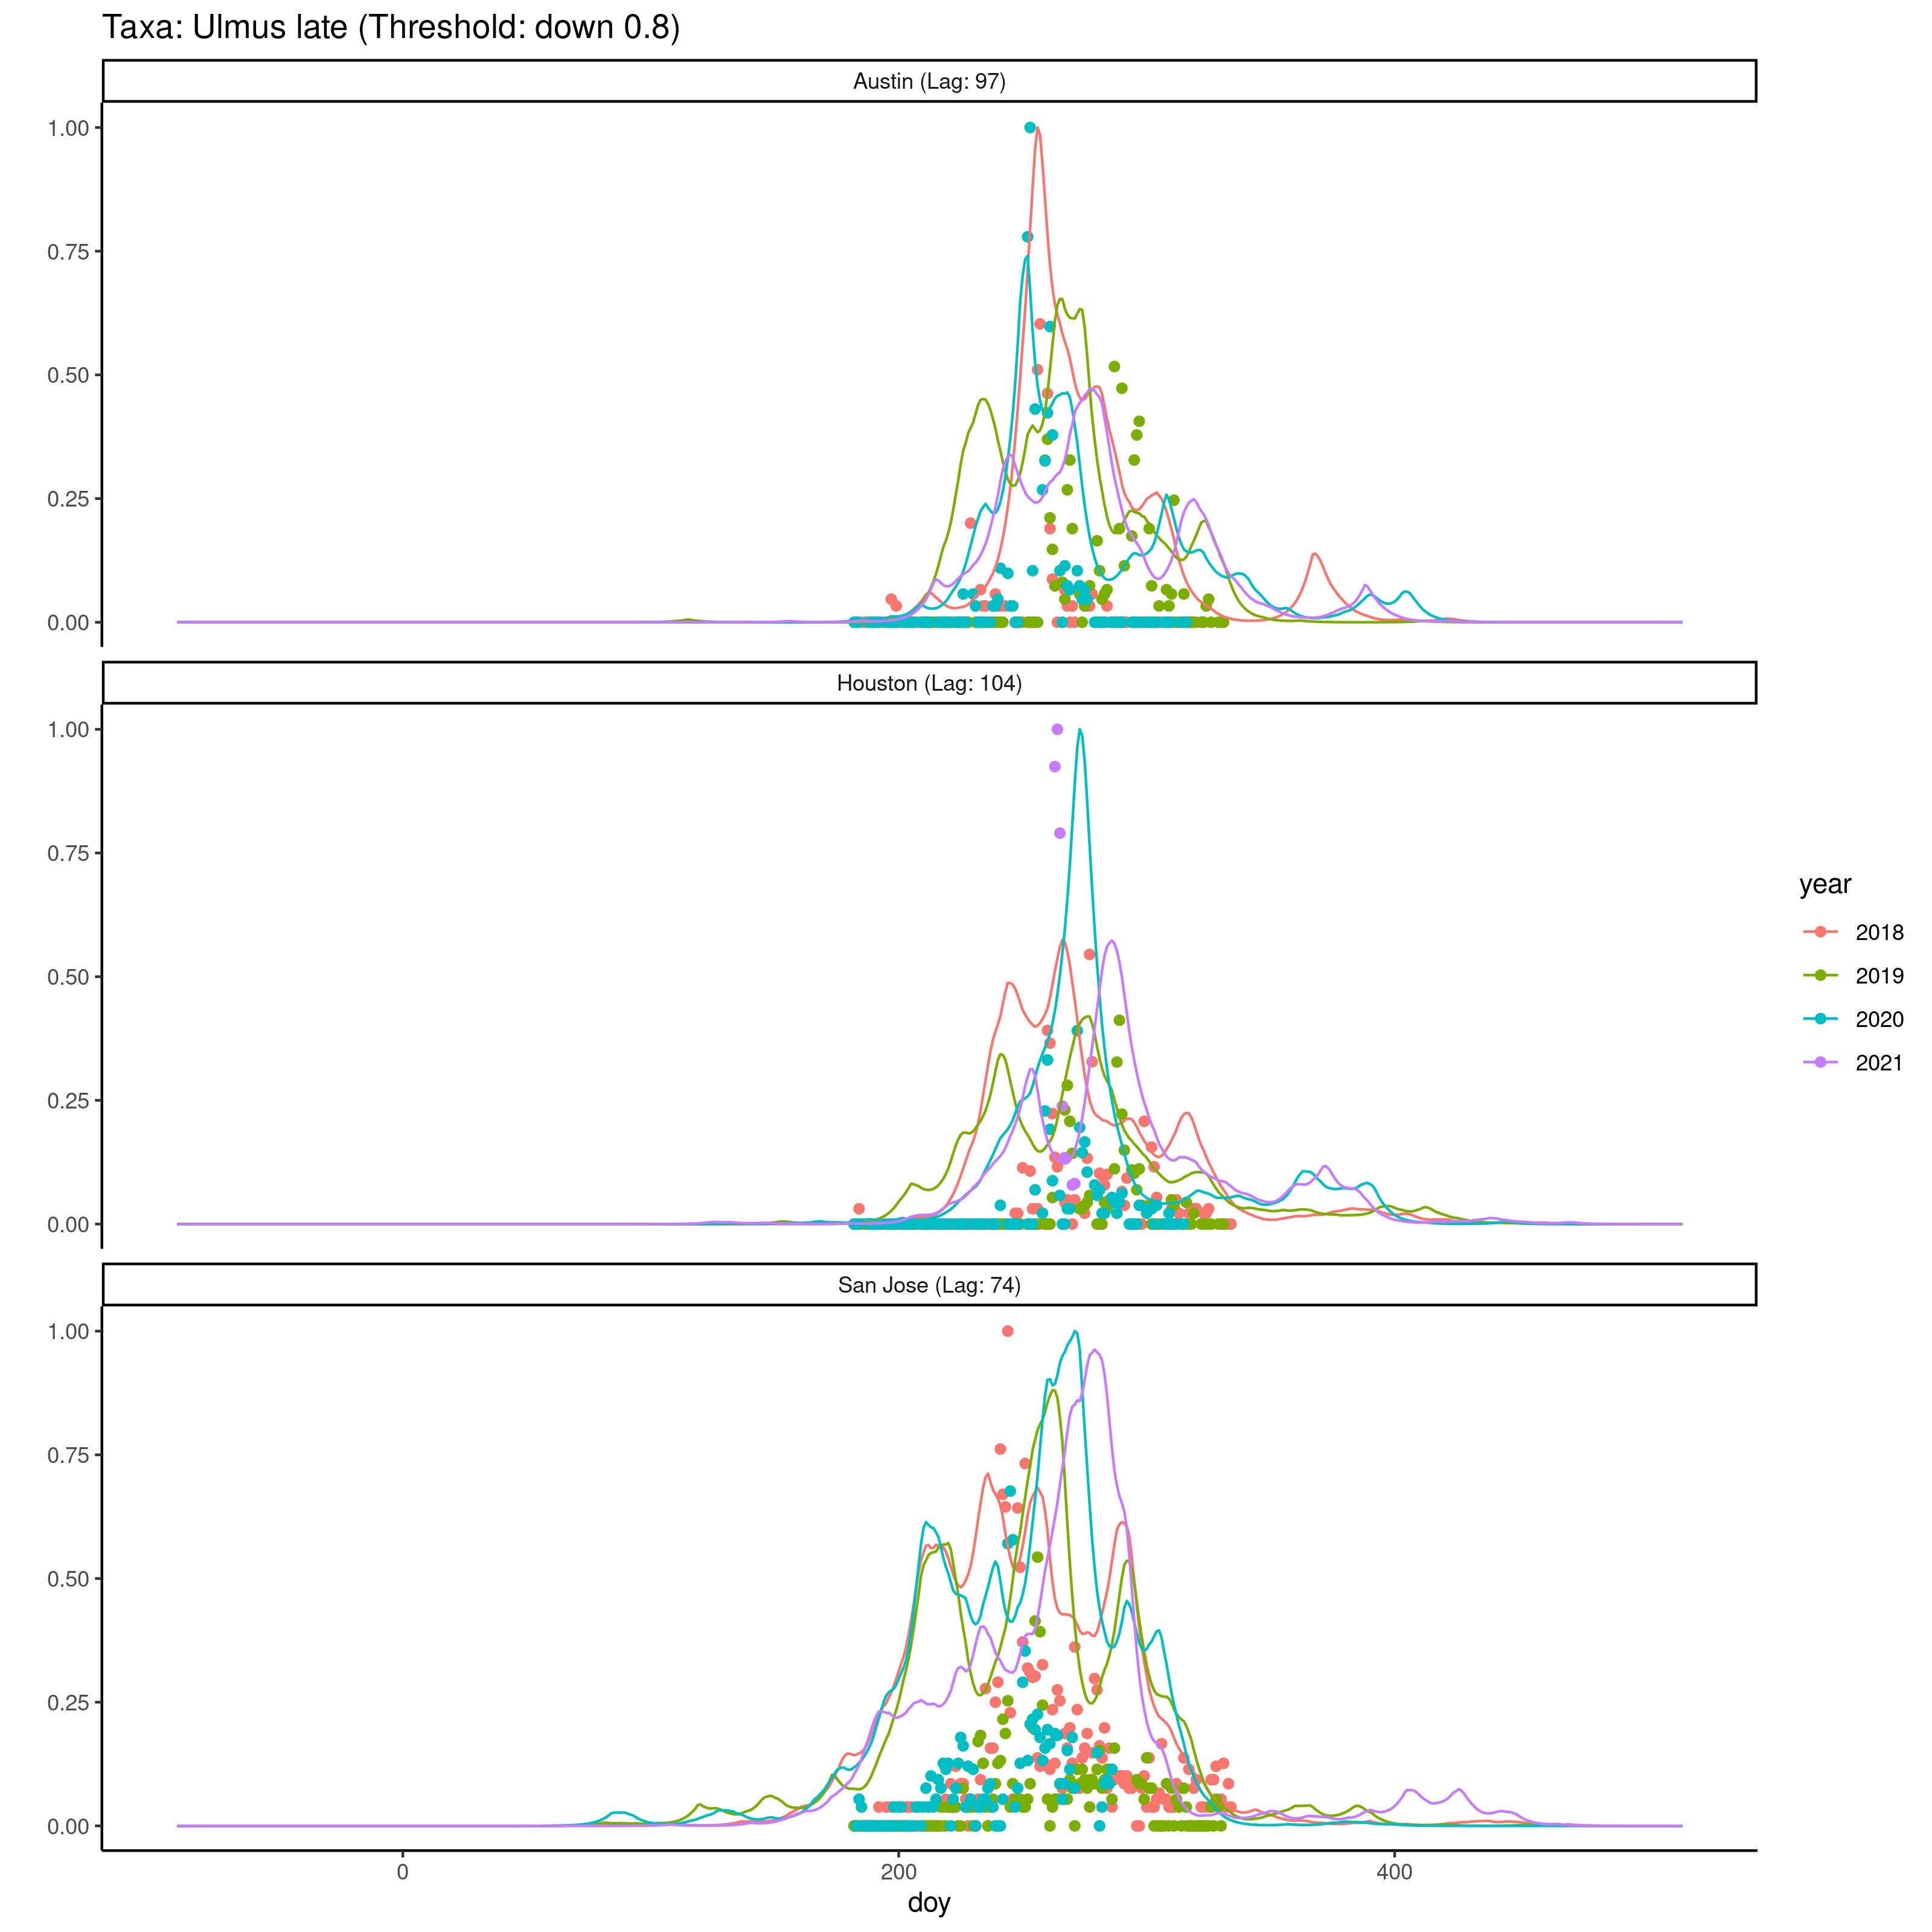 Taxa: Ulmus late (Threshold: down 0.8)
Austin (Lag: 97)
1.00
0.75
0.50
0.25
0.00
Houston (Lag: 104)
1.00
0.75
0.50
0.25
0.00
San Jose (Lag: 74)
1.00
0.75
0.50
0.25
0.00
0 200 400
doy
year
2018
2019
2020
2021